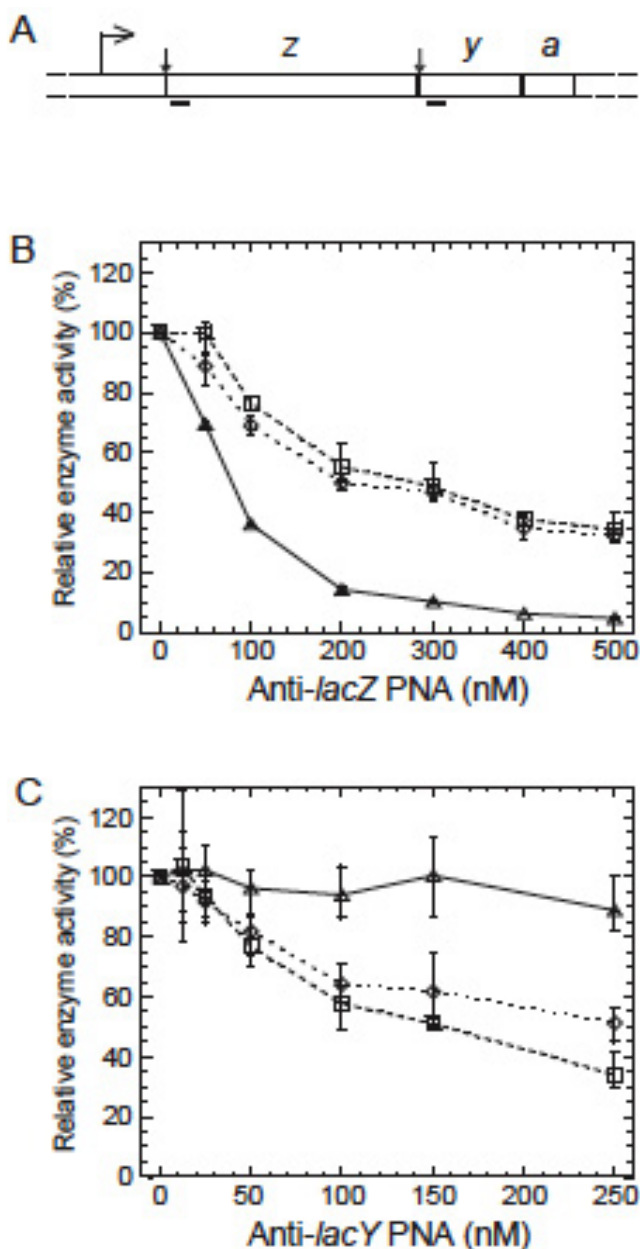 A
z y a
B
Relative enzyme activity (%)
120
100
80
60
40
20
0
0 100 200 300 400 500
Anti-lacZ PNA (nM)
C
Relative enzyme activity (%)
120
100
80
60
40
20
0
0 50 100 150 200 250
Anti-lacY PNA (nM)